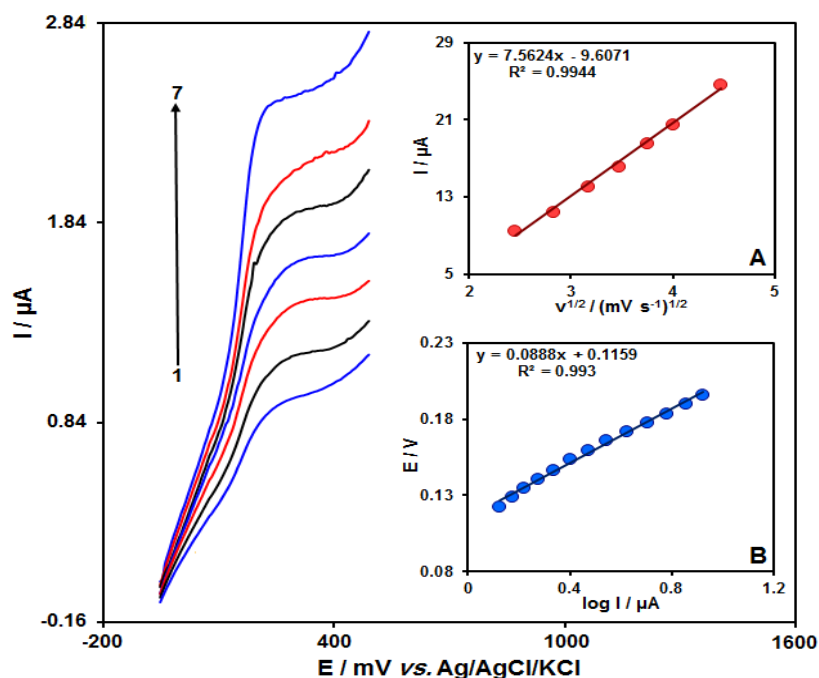 2.84
1.84
0.84
-0.16
I / µA
-200
400
1000
1600
E / mV vs. Ag/AgCl/KCl
7
1
y = 7.5624x - 9.6071
R² = 0.9944
29
21
13
5
I / µA
2
3
4
5
v1/2 / (mV s-1)1/2
A
y = 0.0888x + 0.1159
R² = 0.993
0.23
0.18
0.13
0.08
E / V
0
0.4
0.8
1.2
log I / µA
B